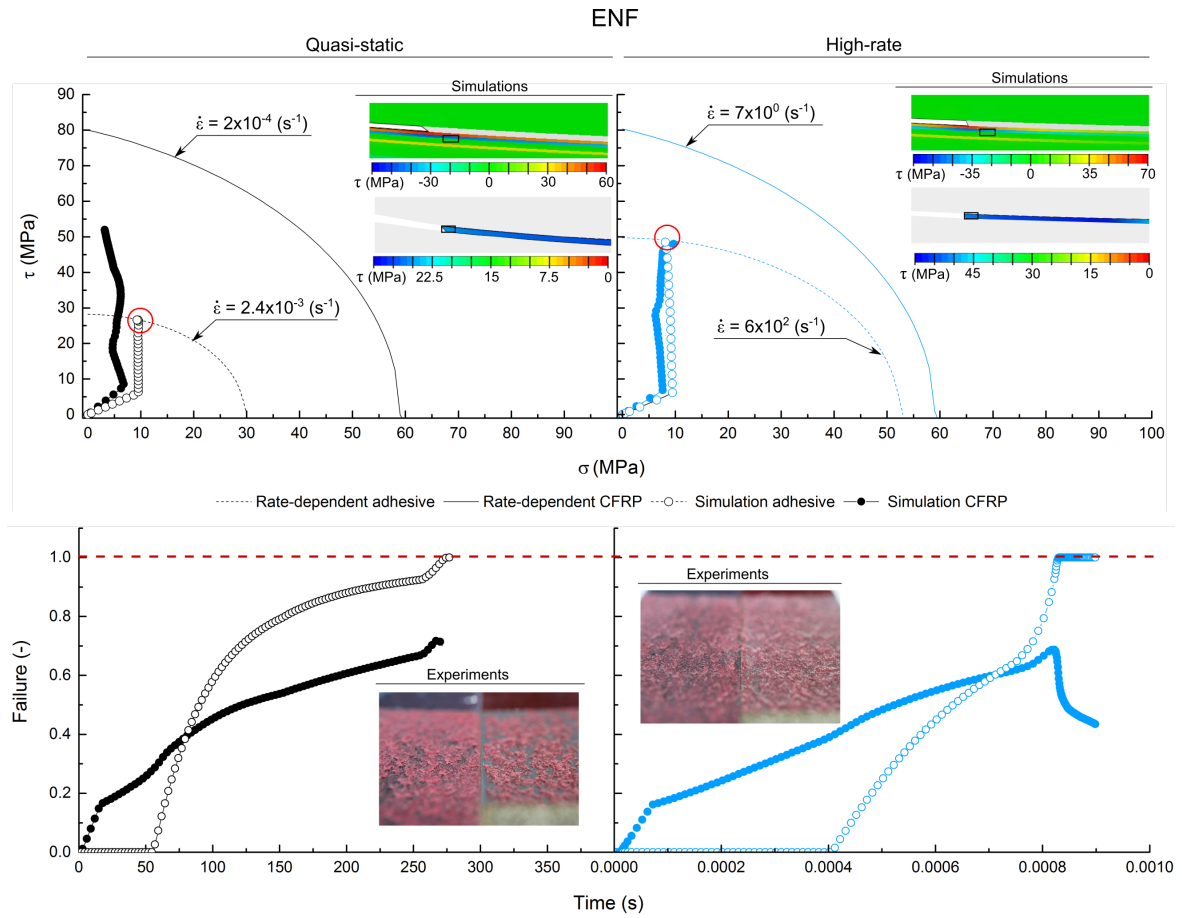 ENF
Quasi-static
High-rate
Simulations
Simulations
90
80
70
60
50
40
30
20
10
0
τ (MPa)
ε̇ = 2x10⁻⁴ (s⁻¹)
τ (MPa) -30 0 30 60
τ (MPa) 22.5 15 7.5 0
ε̇ = 2.4x10⁻³ (s⁻¹)
ε̇ = 7x10⁰ (s⁻¹)
τ (MPa) -35 0 35 70
τ (MPa) 45 30 15 0
ε̇ = 6x10² (s⁻¹)
0 10 20 30 40 50 60 70 80 90 0 10 20 30 40 50 60 70 80 90 100
σ (MPa)
Rate-dependent adhesive Rate-dependent CFRP Simulation adhesive Simulation CFRP
1.0
0.8
0.6
0.4
0.2
0.0
Failure (-)
Experiments
Experiments
0 50 100 150 200 250 300 350 0.0000 0.0002 0.0004 0.0006 0.0008 0.0010
Time (s)